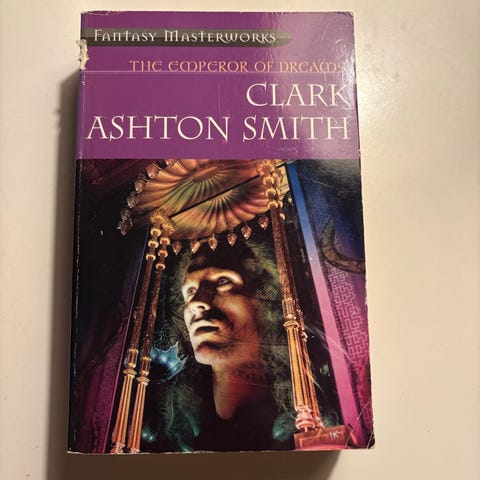 Fantasy Masterworks
THE EMPEROR OF DREAMS
CLARK
ASHTON SMITH